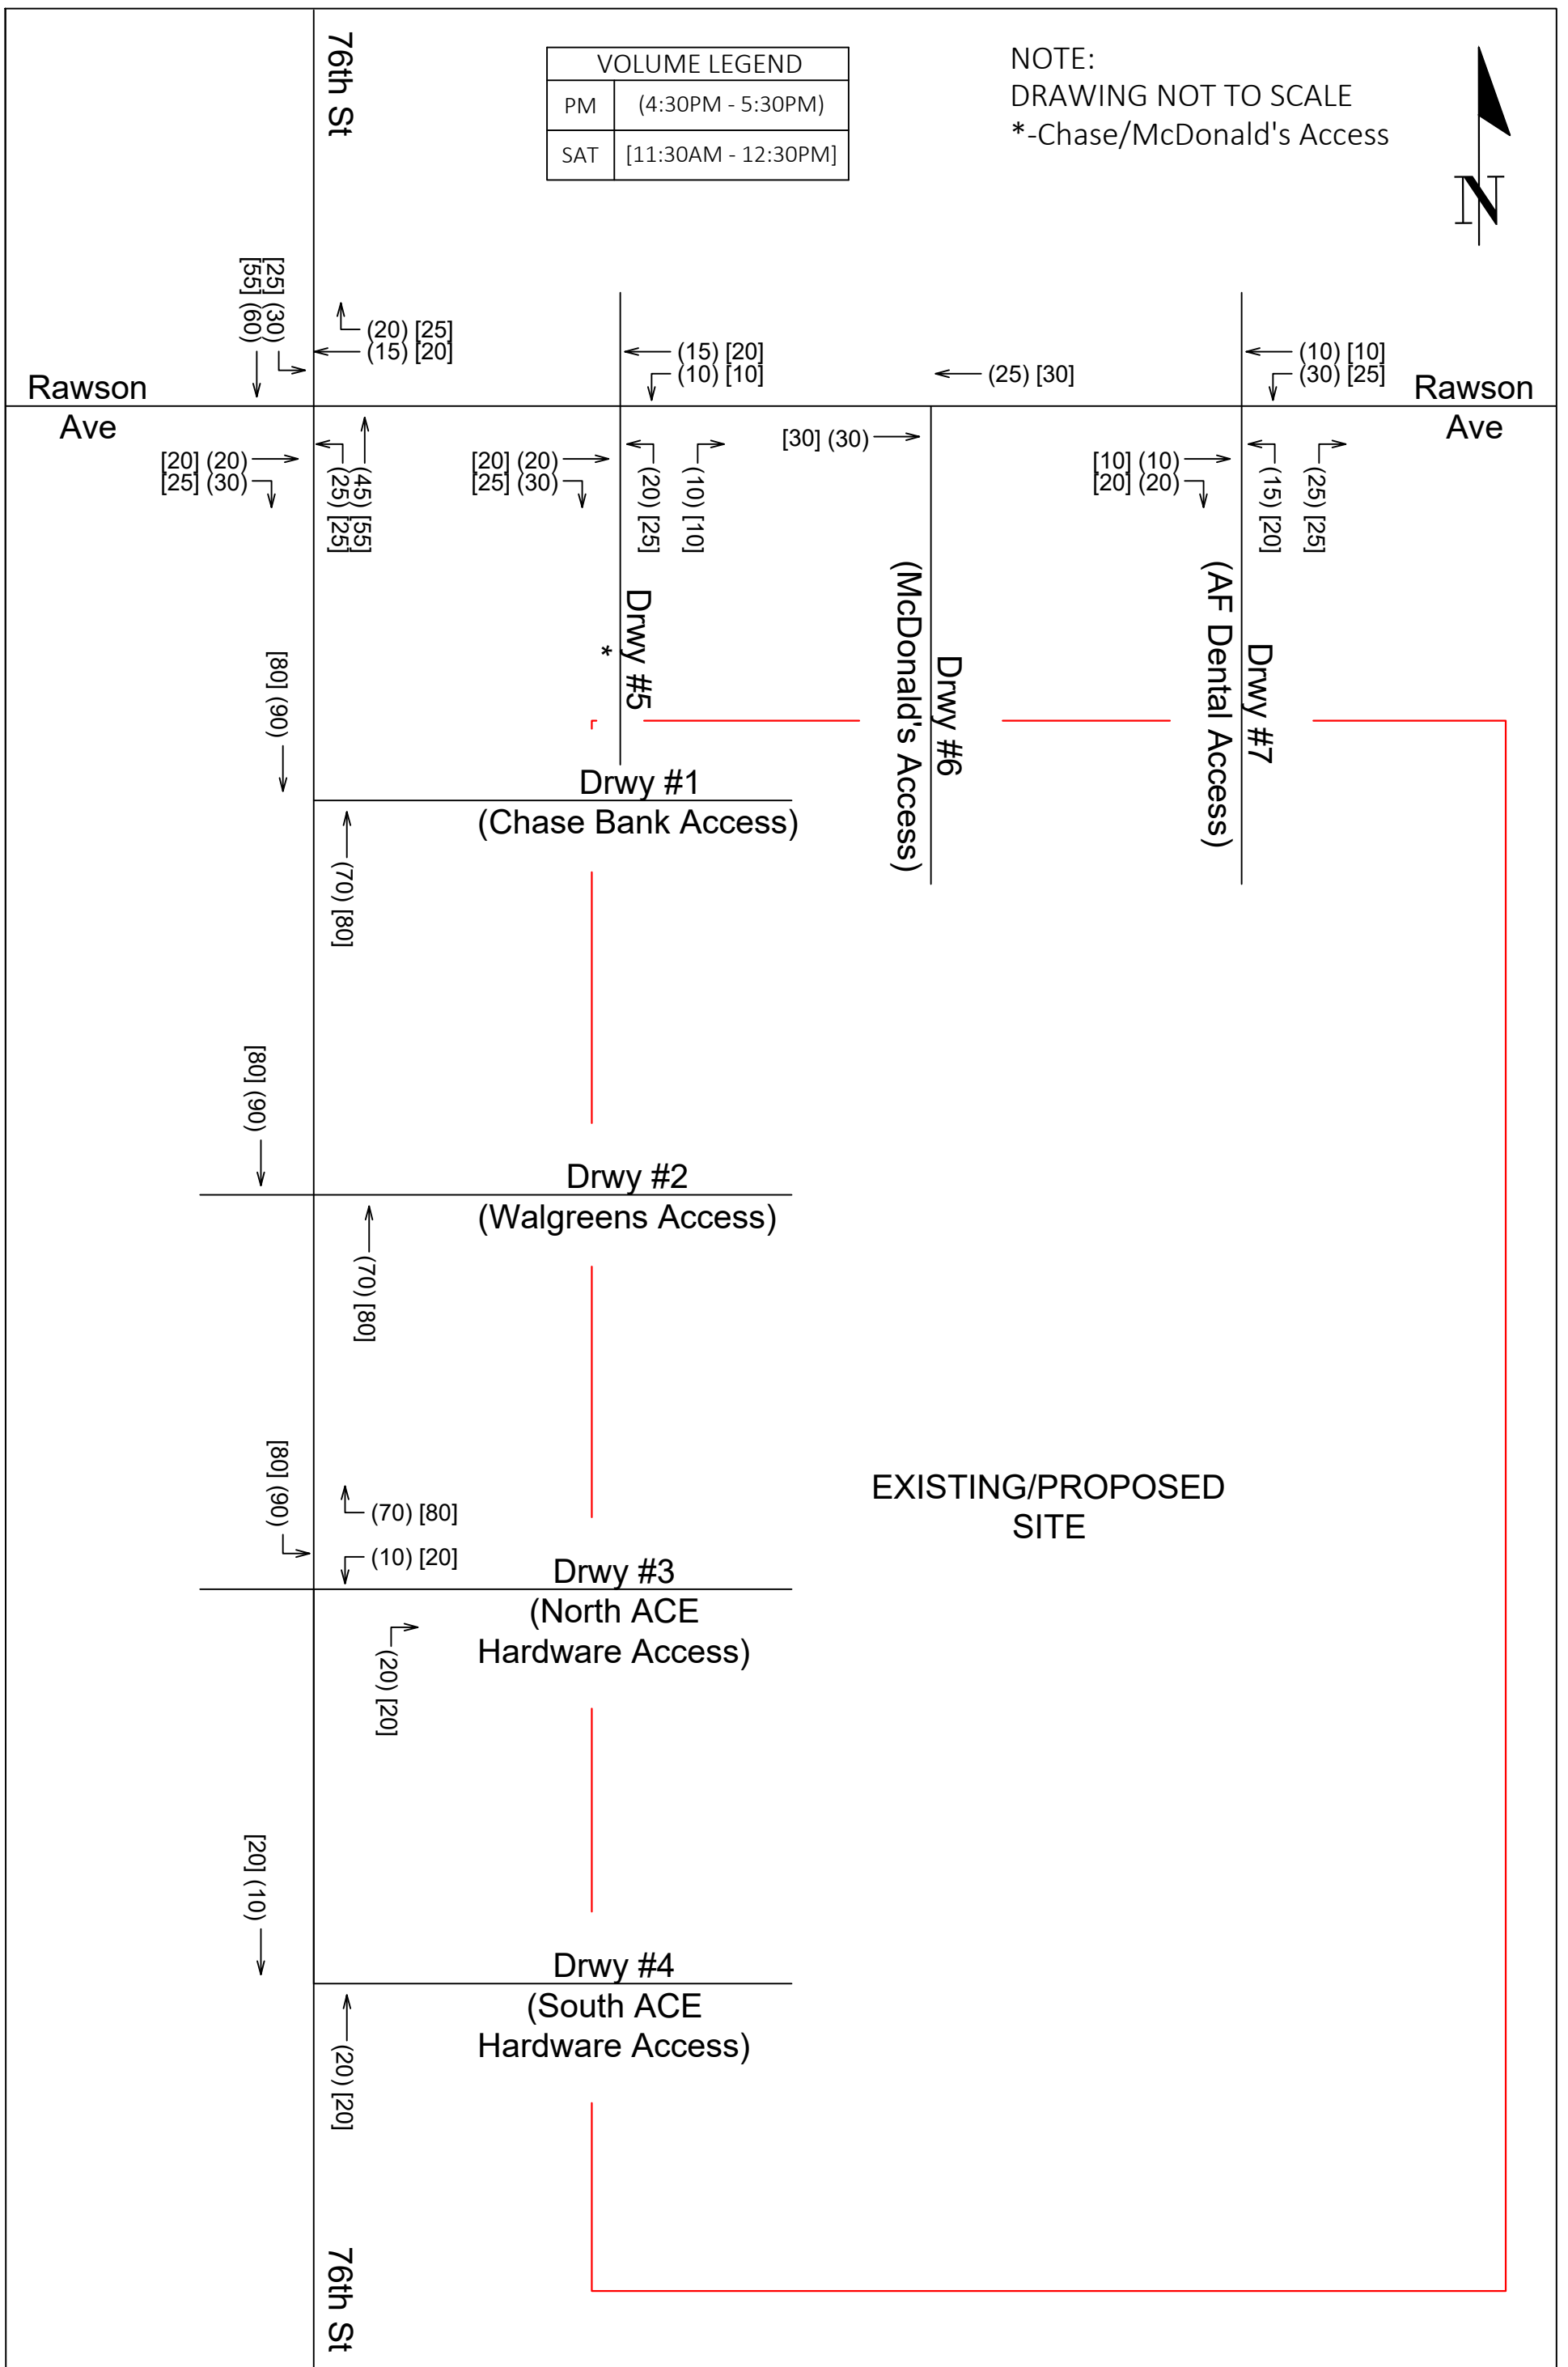 76th St
VOLUME LEGEND
PM (4:30PM - 5:30PM)
SAT [11:30AM - 12:30PM]
NOTE:
DRAWING NOT TO SCALE
*-Chase/McDonald's Access
N
[25] (30)
[55] (60)
(20) [25]
(15) [20]
(15) [20]
(10) [10]
(25) [30]
(10) [10]
(30) [25]
Rawson
Ave
Rawson
Ave
[20] (20)
[25] (30)
(45) [55]
(25) [25]
[20] (20)
[25] (30)
(10) [10]
(20) [25]
[30] (30)
[10] (10)
[20] (20)
(25) [25]
(15) [20]
Drwy #5
*
Drwy #6
(McDonald's Access)
Drwy #7
(AF Dental Access)
[80] (90)
Drwy #1
(Chase Bank Access)
(70) [80]
[80] (90)
Drwy #2
(Walgreens Access)
(70) [80]
[80] (90)
(70) [80]
(10) [20]
EXISTING/PROPOSED
SITE
Drwy #3
(North ACE
Hardware Access)
(20) [20]
[20] (10)
Drwy #4
(South ACE
Hardware Access)
(20) [20]
76th St